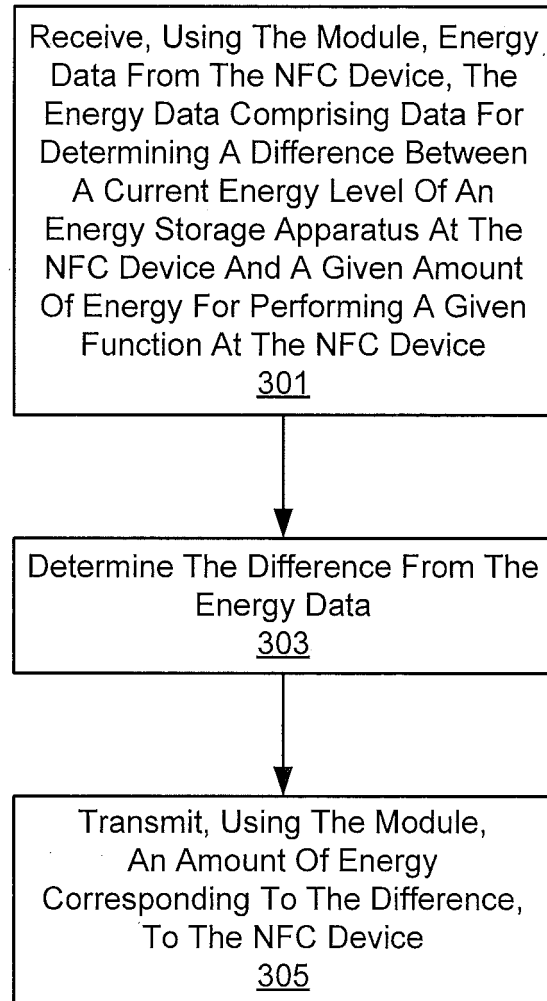 Receive, Using The Module, Energy
Data From The NFC Device, The
Energy Data Comprising Data For
Determining A Difference Between
A Current Energy Level Of An
Energy Storage Apparatus At The
NFC Device And A Given Amount
Of Energy For Performing A Given
Function At The NFC Device
301
Determine The Difference From The
Energy Data
303
Transmit, Using The Module,
An Amount Of Energy
Corresponding To The Difference,
To The NFC Device
305